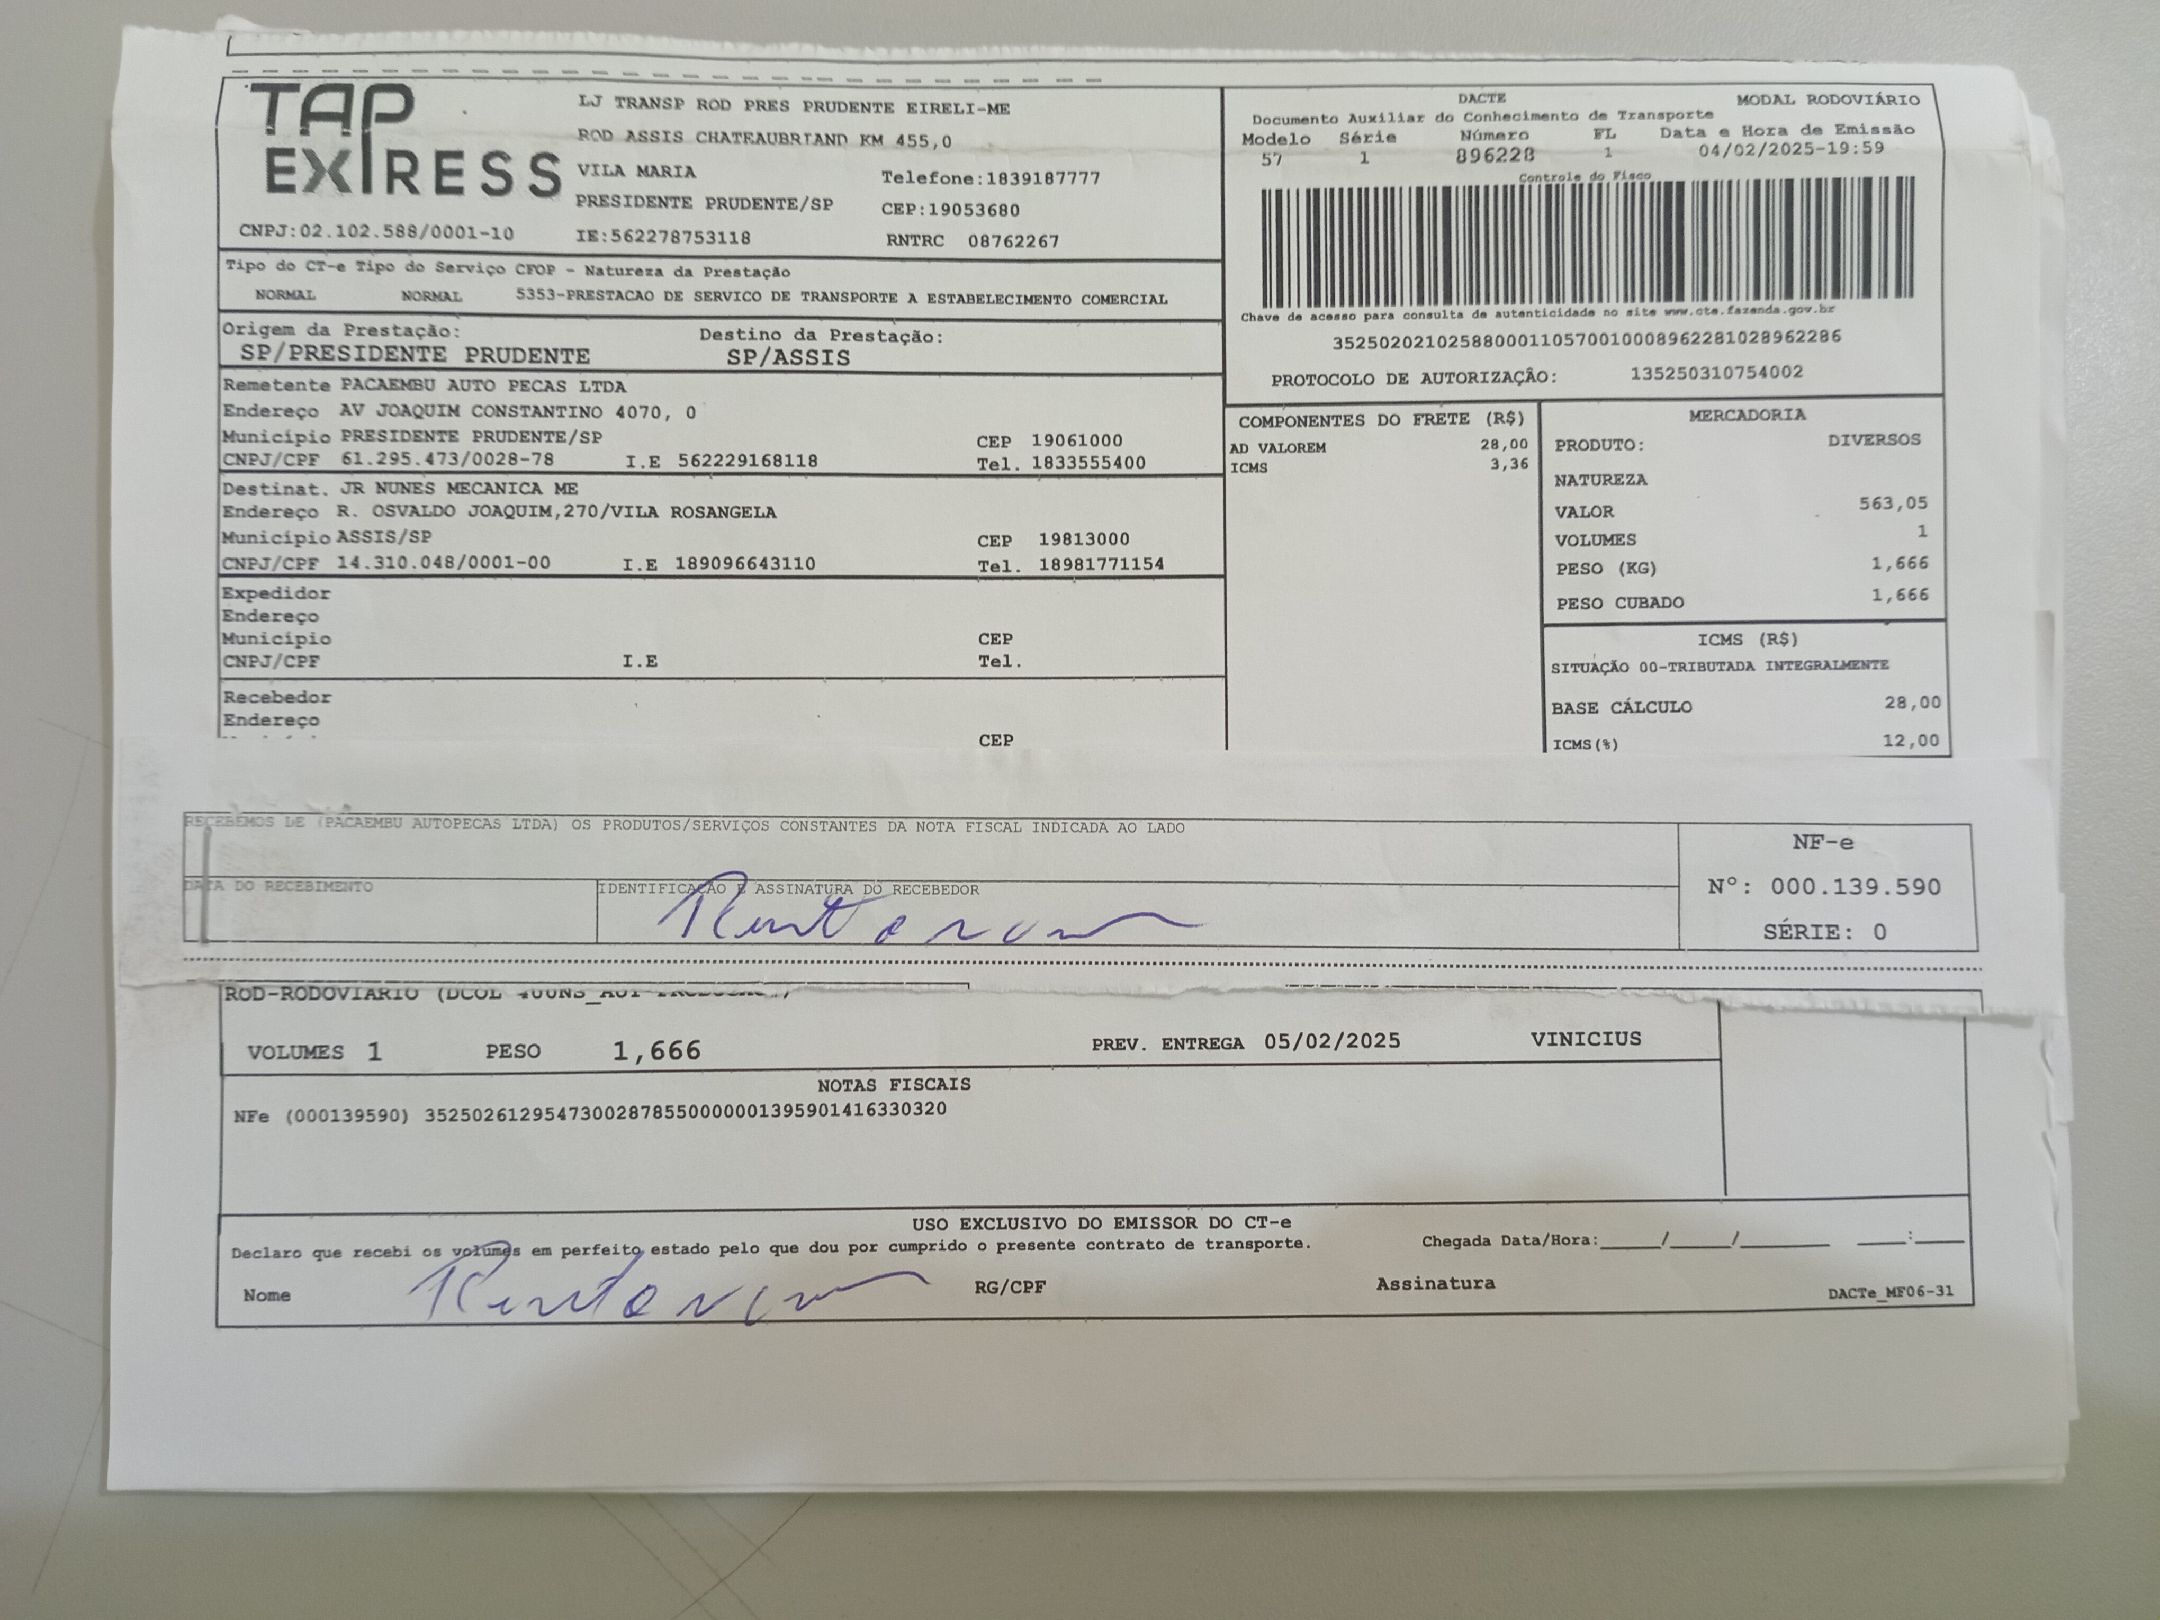 TAP
EXPRESS
LJ TRANSP ROD PRES PRUDENTE EIRELI-ME
ROD ASSIS CHATEAUBRIAND KM 455,0
VILA MARIA Telefone:1839187777
PRESIDENTE PRUDENTE/SP CEP:19053680
CNPJ:02.102.588/0001-10 IE:562278753118 RNTRC 08762267
DACTE MODAL RODOVIÁRIO
Documento Auxiliar do Conhecimento de Transporte
Modelo Série Número FL Data e Hora de Emissão
57 1 896228 1 04/02/2025-19:59
Controle do Fisco
Chave de acesso para consulta de autenticidade no site www.cte.fazenda.gov.br
35250202102588000110570010008962281028962286
PROTOCOLO DE AUTORIZAÇÃO: 135250310754002
Tipo do CT-e Tipo do Serviço CFOP - Natureza da Prestação
NORMAL NORMAL 5353-PRESTACAO DE SERVICO DE TRANSPORTE A ESTABELECIMENTO COMERCIAL
Origem da Prestação: Destino da Prestação:
SP/PRESIDENTE PRUDENTE SP/ASSIS
Remetente PACAEMBU AUTO PECAS LTDA
Endereço AV JOAQUIM CONSTANTINO 4070, 0
Município PRESIDENTE PRUDENTE/SP CEP 19061000
CNPJ/CPF 61.295.473/0028-78 I.E 562229168118 Tel. 1833555400
Destinat. JR NUNES MECANICA ME
Endereço R. OSVALDO JOAQUIM,270/VILA ROSANGELA
Município ASSIS/SP CEP 19813000
CNPJ/CPF 14.310.048/0001-00 I.E 189096643110 Tel. 18981771154
Expedidor
Endereço
Município CEP
CNPJ/CPF I.E Tel.
Recebedor
Endereço
CEP
COMPONENTES DO FRETE (R$)
AD VALOREM 28,00
ICMS 3,36
MERCADORIA
PRODUTO: DIVERSOS
NATUREZA
VALOR 563,05
VOLUMES 1
PESO (KG) 1,666
PESO CUBADO 1,666
ICMS (R$)
SITUAÇÃO 00-TRIBUTADA INTEGRALMENTE
BASE CÁLCULO 28,00
ICMS(%) 12,00
RECEBEMOS DE (PACAEMBU AUTOPECAS LTDA) OS PRODUTOS/SERVIÇOS CONSTANTES DA NOTA FISCAL INDICADA AO LADO
DATA DO RECEBIMENTO IDENTIFICAÇÃO E ASSINATURA DO RECEBEDOR
NF-e
Nº: 000.139.590
SÉRIE: 0
ROD-RODOVIARIO
VOLUMES 1 PESO 1,666 PREV. ENTREGA 05/02/2025 VINICIUS
NOTAS FISCAIS
NFe (000139590) 35250261295473002878550000001395901416330320
USO EXCLUSIVO DO EMISSOR DO CT-e
Declaro que recebi os volumes em perfeito estado pelo que dou por cumprido o presente contrato de transporte. Chegada Data/Hora:_____/_____/________ _____:_____
Nome RG/CPF Assinatura DACTe_MF06-31